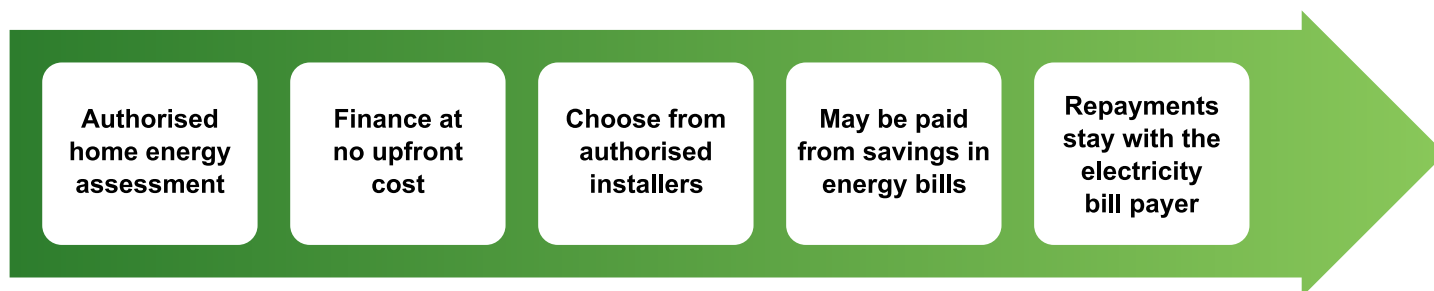 Authorised
home energy
assessment
Finance at
no upfront
cost
Choose from
authorised
installers
May be paid
from savings in
energy bills
Repayments
stay with the
electricity
bill payer